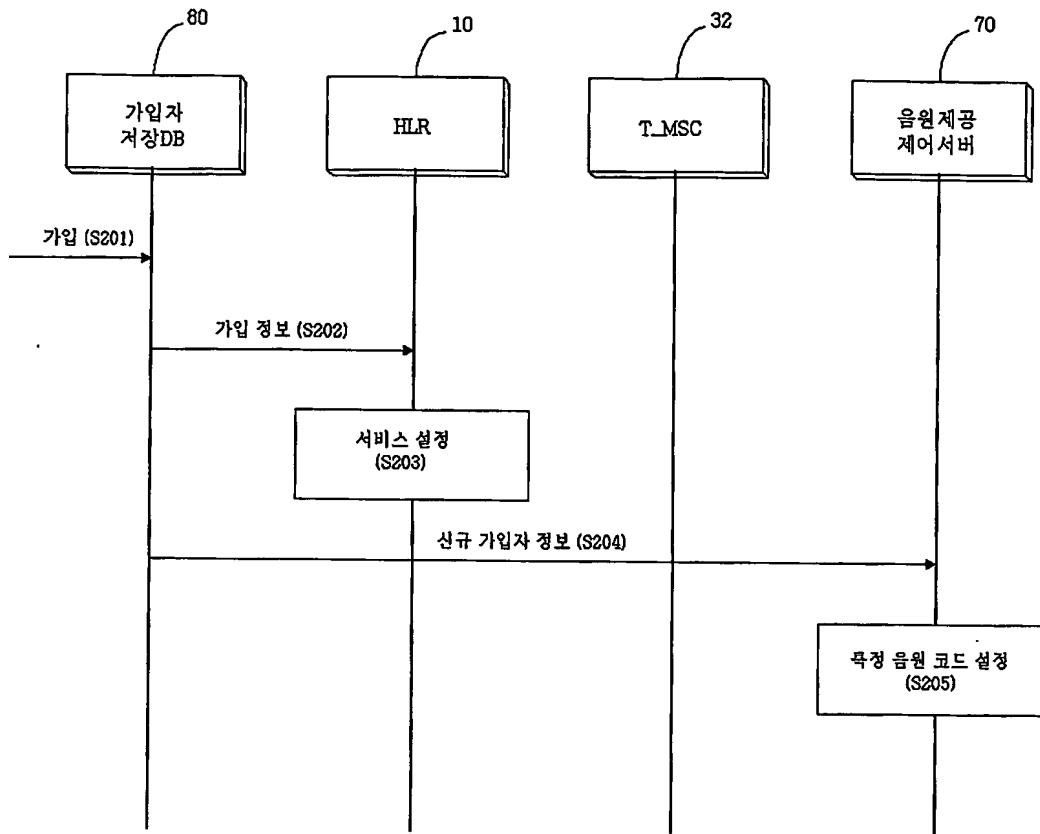 80
10
32
70
가입자
저장DB
HLR
T_MSC
음원제공
제어서버
가입 (S201)
가입 정보 (S202)
서비스 설정
(S203)
신규 가입자 정보 (S204)
특정 음원 코드 설정
(S205)